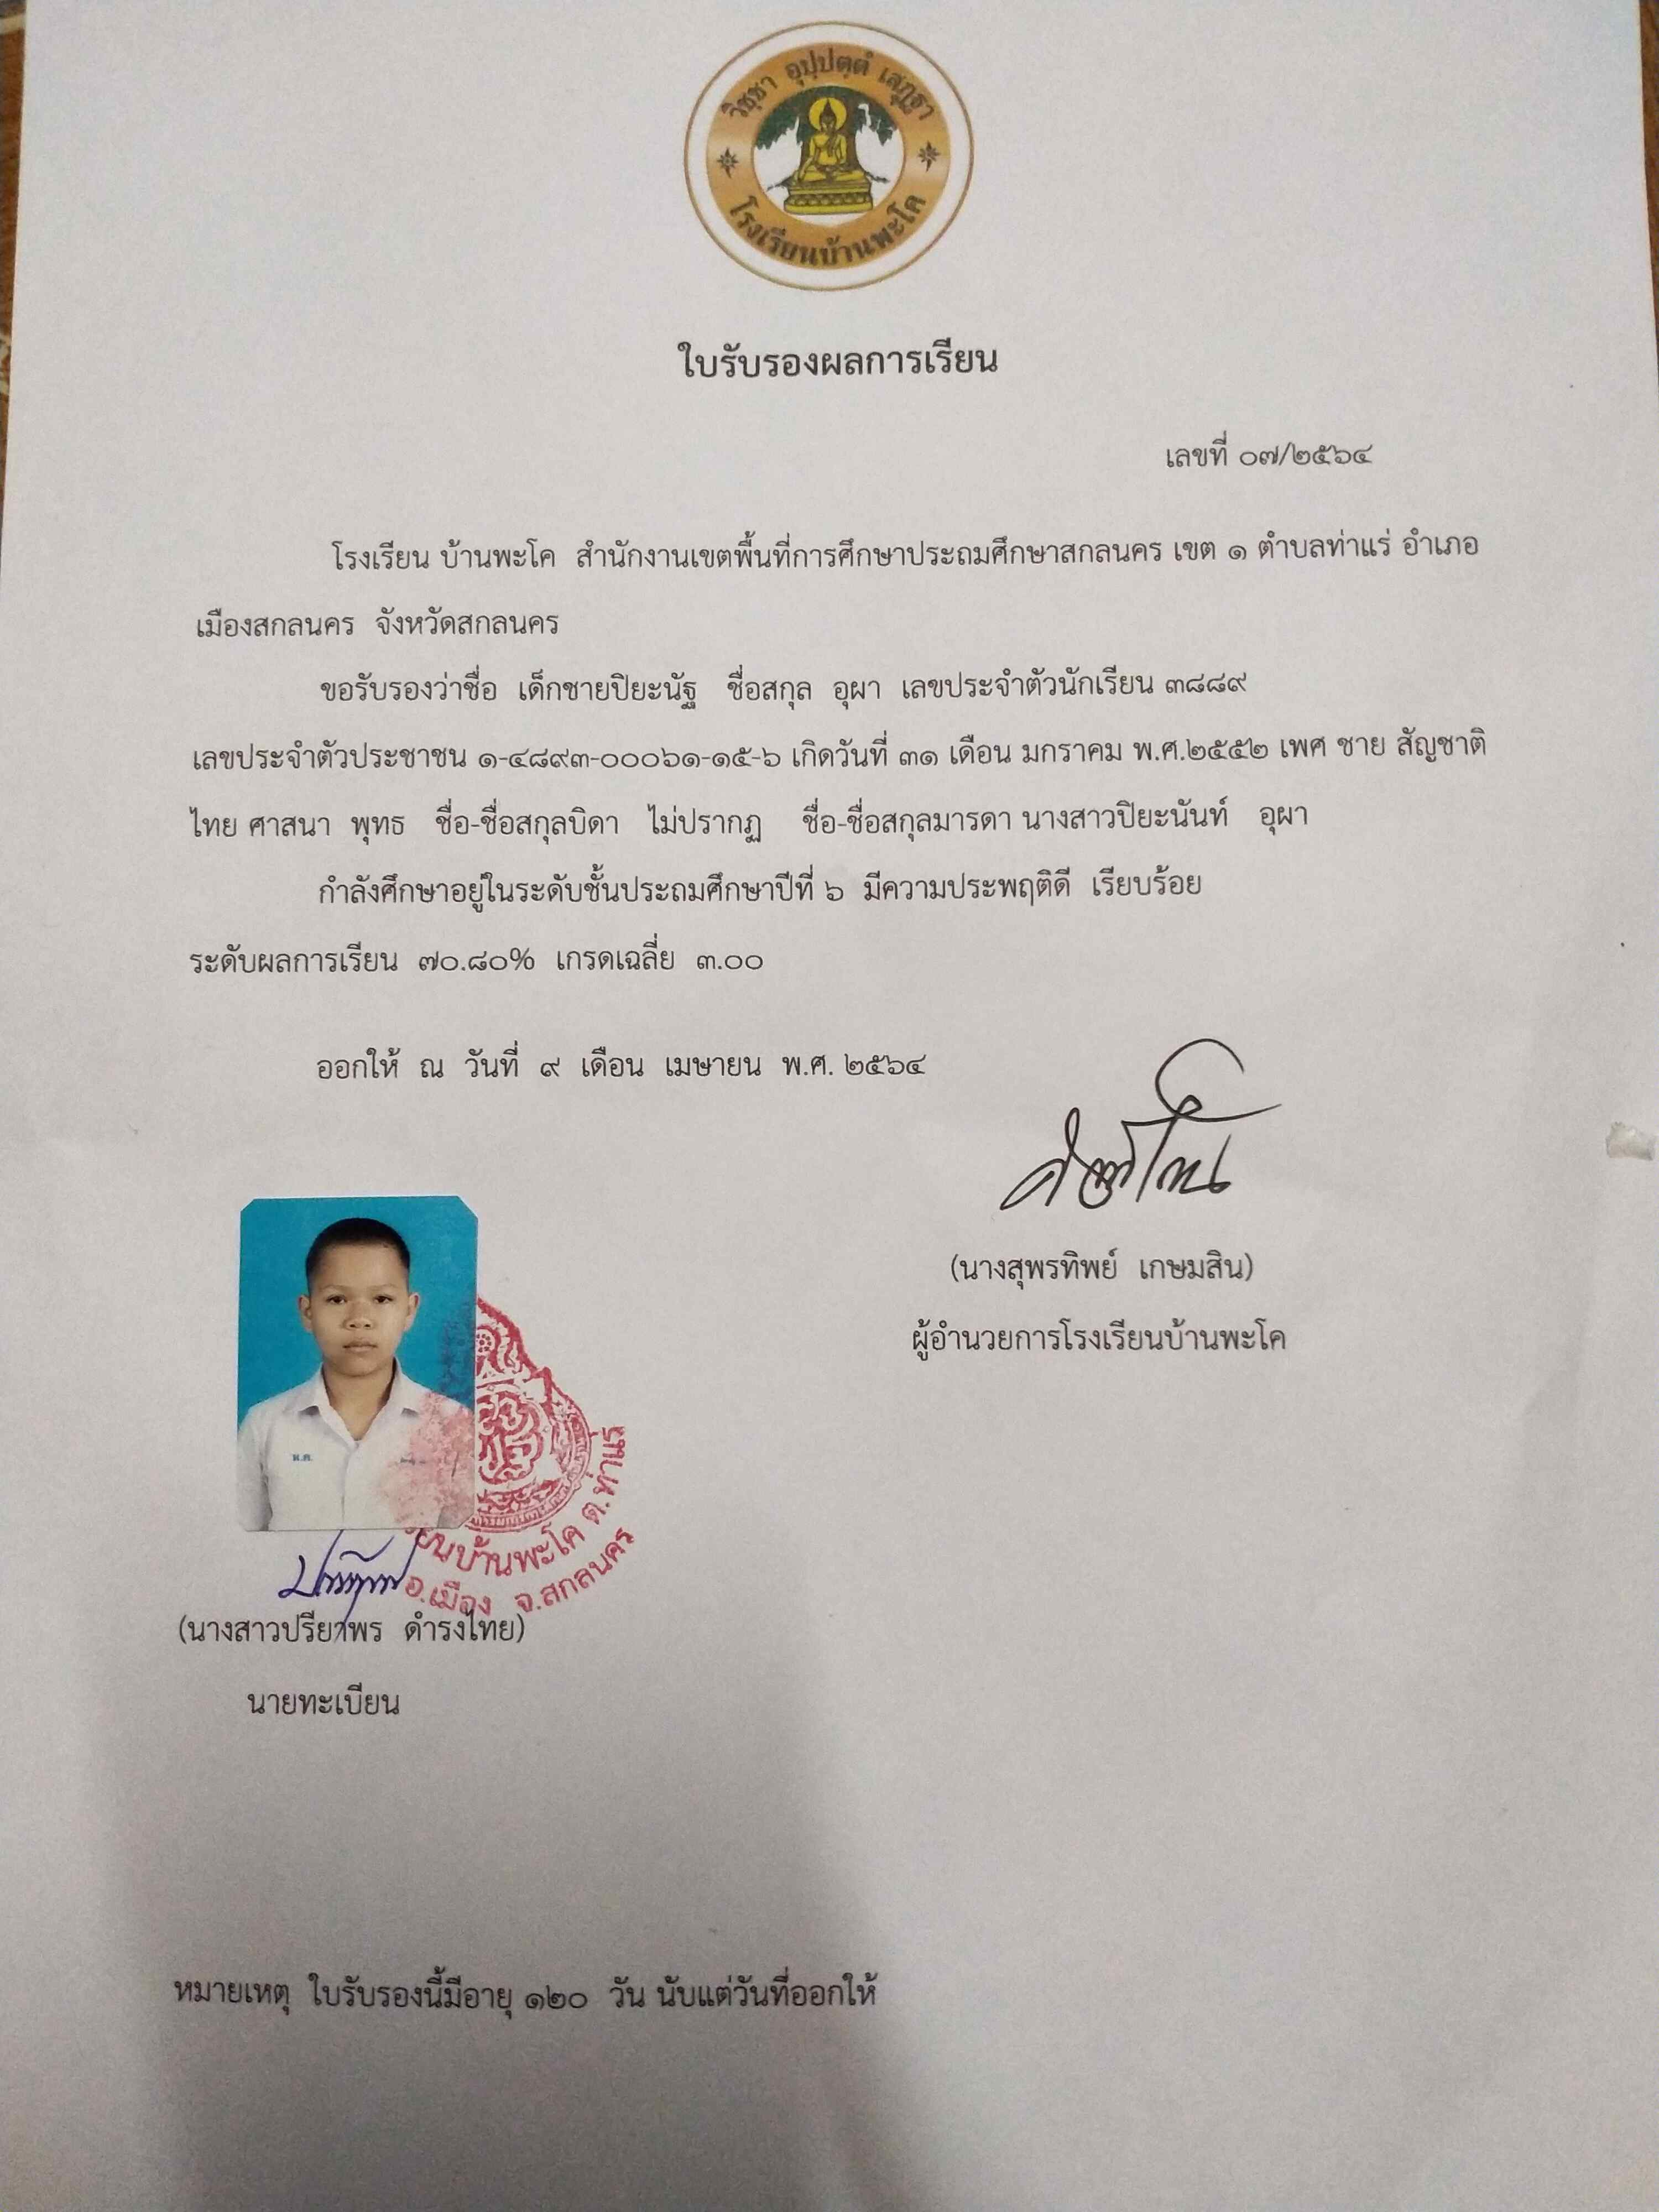 วิชฺชา อุปฺปตฺตํ เสฏฺฐา
โรงเรียนบ้านพะโค
ใบรับรองผลการเรียน
เลขที่ ๐๗/๒๕๖๔
โรงเรียน บ้านพะโค สำนักงานเขตพื้นที่การศึกษาประถมศึกษาสกลนคร เขต ๑ ตำบลท่าแร่ อำเภอ
เมืองสกลนคร จังหวัดสกลนคร
ขอรับรองว่าชื่อ เด็กชายปิยะนัฐ ชื่อสกุล อุผา เลขประจำตัวนักเรียน ๓๘๘๙
เลขประจำตัวประชาชน ๑-๔๘๙๓-๐๐๐๖๑-๑๕-๖ เกิดวันที่ ๓๑ เดือน มกราคม พ.ศ.๒๕๕๒ เพศ ชาย สัญชาติ
ไทย ศาสนา พุทธ ชื่อ-ชื่อสกุลบิดา ไม่ปรากฏ ชื่อ-ชื่อสกุลมารดา นางสาวปิยะนันท์ อุผา
กำลังศึกษาอยู่ในระดับชั้นประถมศึกษาปีที่ ๖ มีความประพฤติดี เรียบร้อย
ระดับผลการเรียน ๗๐.๘๐% เกรดเฉลี่ย ๓.๐๐
ออกให้ ณ วันที่ ๙ เดือน เมษายน พ.ศ. ๒๕๖๔
(นางสุพรทิพย์ เกษมสิน)
ผู้อำนวยการโรงเรียนบ้านพะโค
พ.ค.
ยนบ้านพะโค ต.ท่าแร่
อ.เมือง จ.สกลนคร
(นางสาวปรียาพร ดำรงไทย)
นายทะเบียน
หมายเหตุ ใบรับรองนี้มีอายุ ๑๒๐ วัน นับแต่วันที่ออกให้